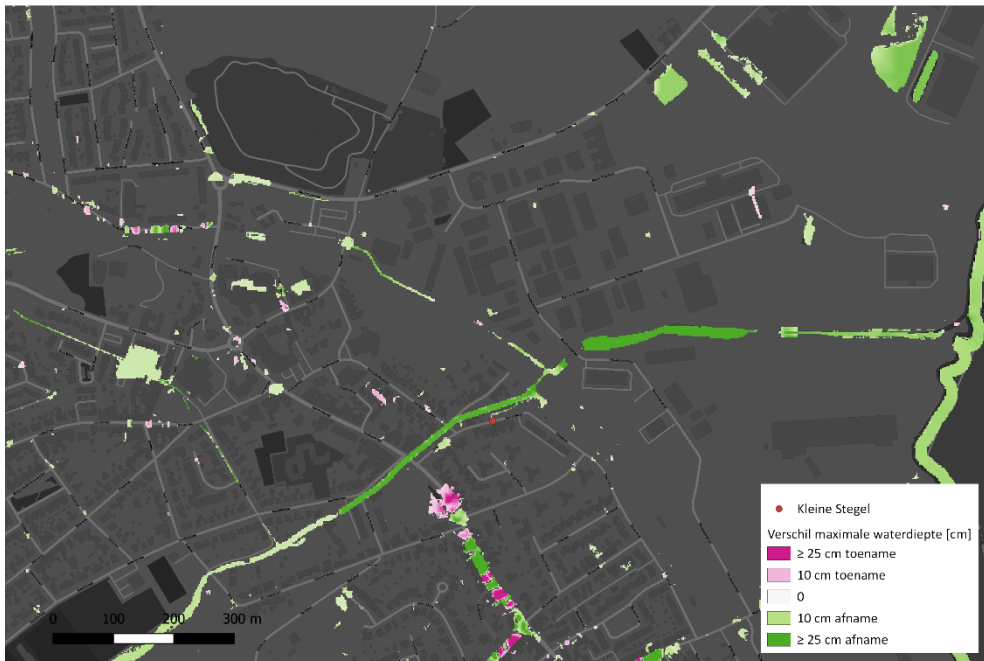 Kleine Stegel
Verschil maximale waterdiepte [cm]
≥ 25 cm toename
10 cm toename
0
10 cm afname
≥ 25 cm afname
0 100 200 300 m